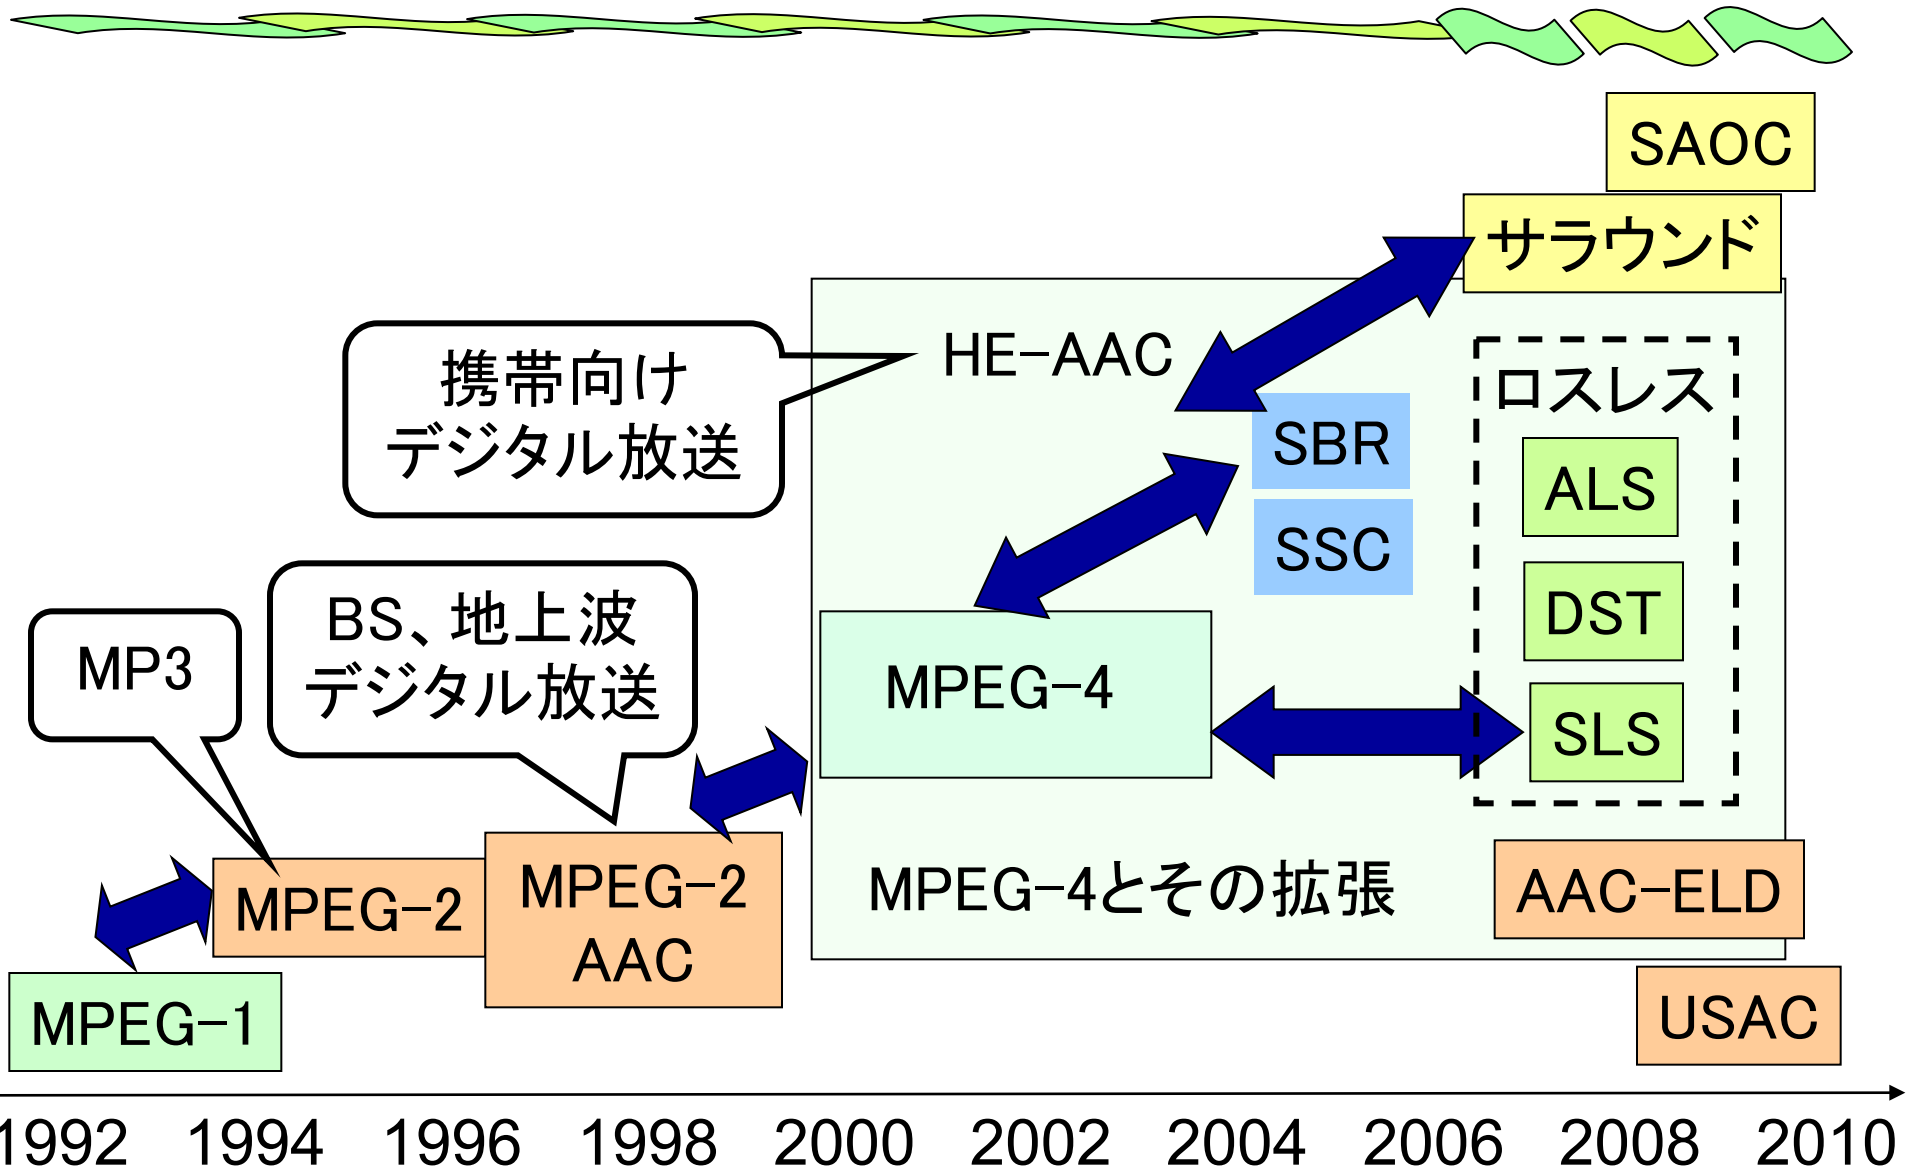 SAOC
サラウンド
HE-AAC
携帯向け
デジタル放送
ロスレス
SBR
ALS
SSC
BS、地上波
デジタル放送
DST
MP3
MPEG-4
SLS
MPEG-2
MPEG-2
AAC
MPEG-4とその拡張
AAC-ELD
MPEG-1
USAC
1992 1994 1996 1998 2000 2002 2004 2006 2008 2010